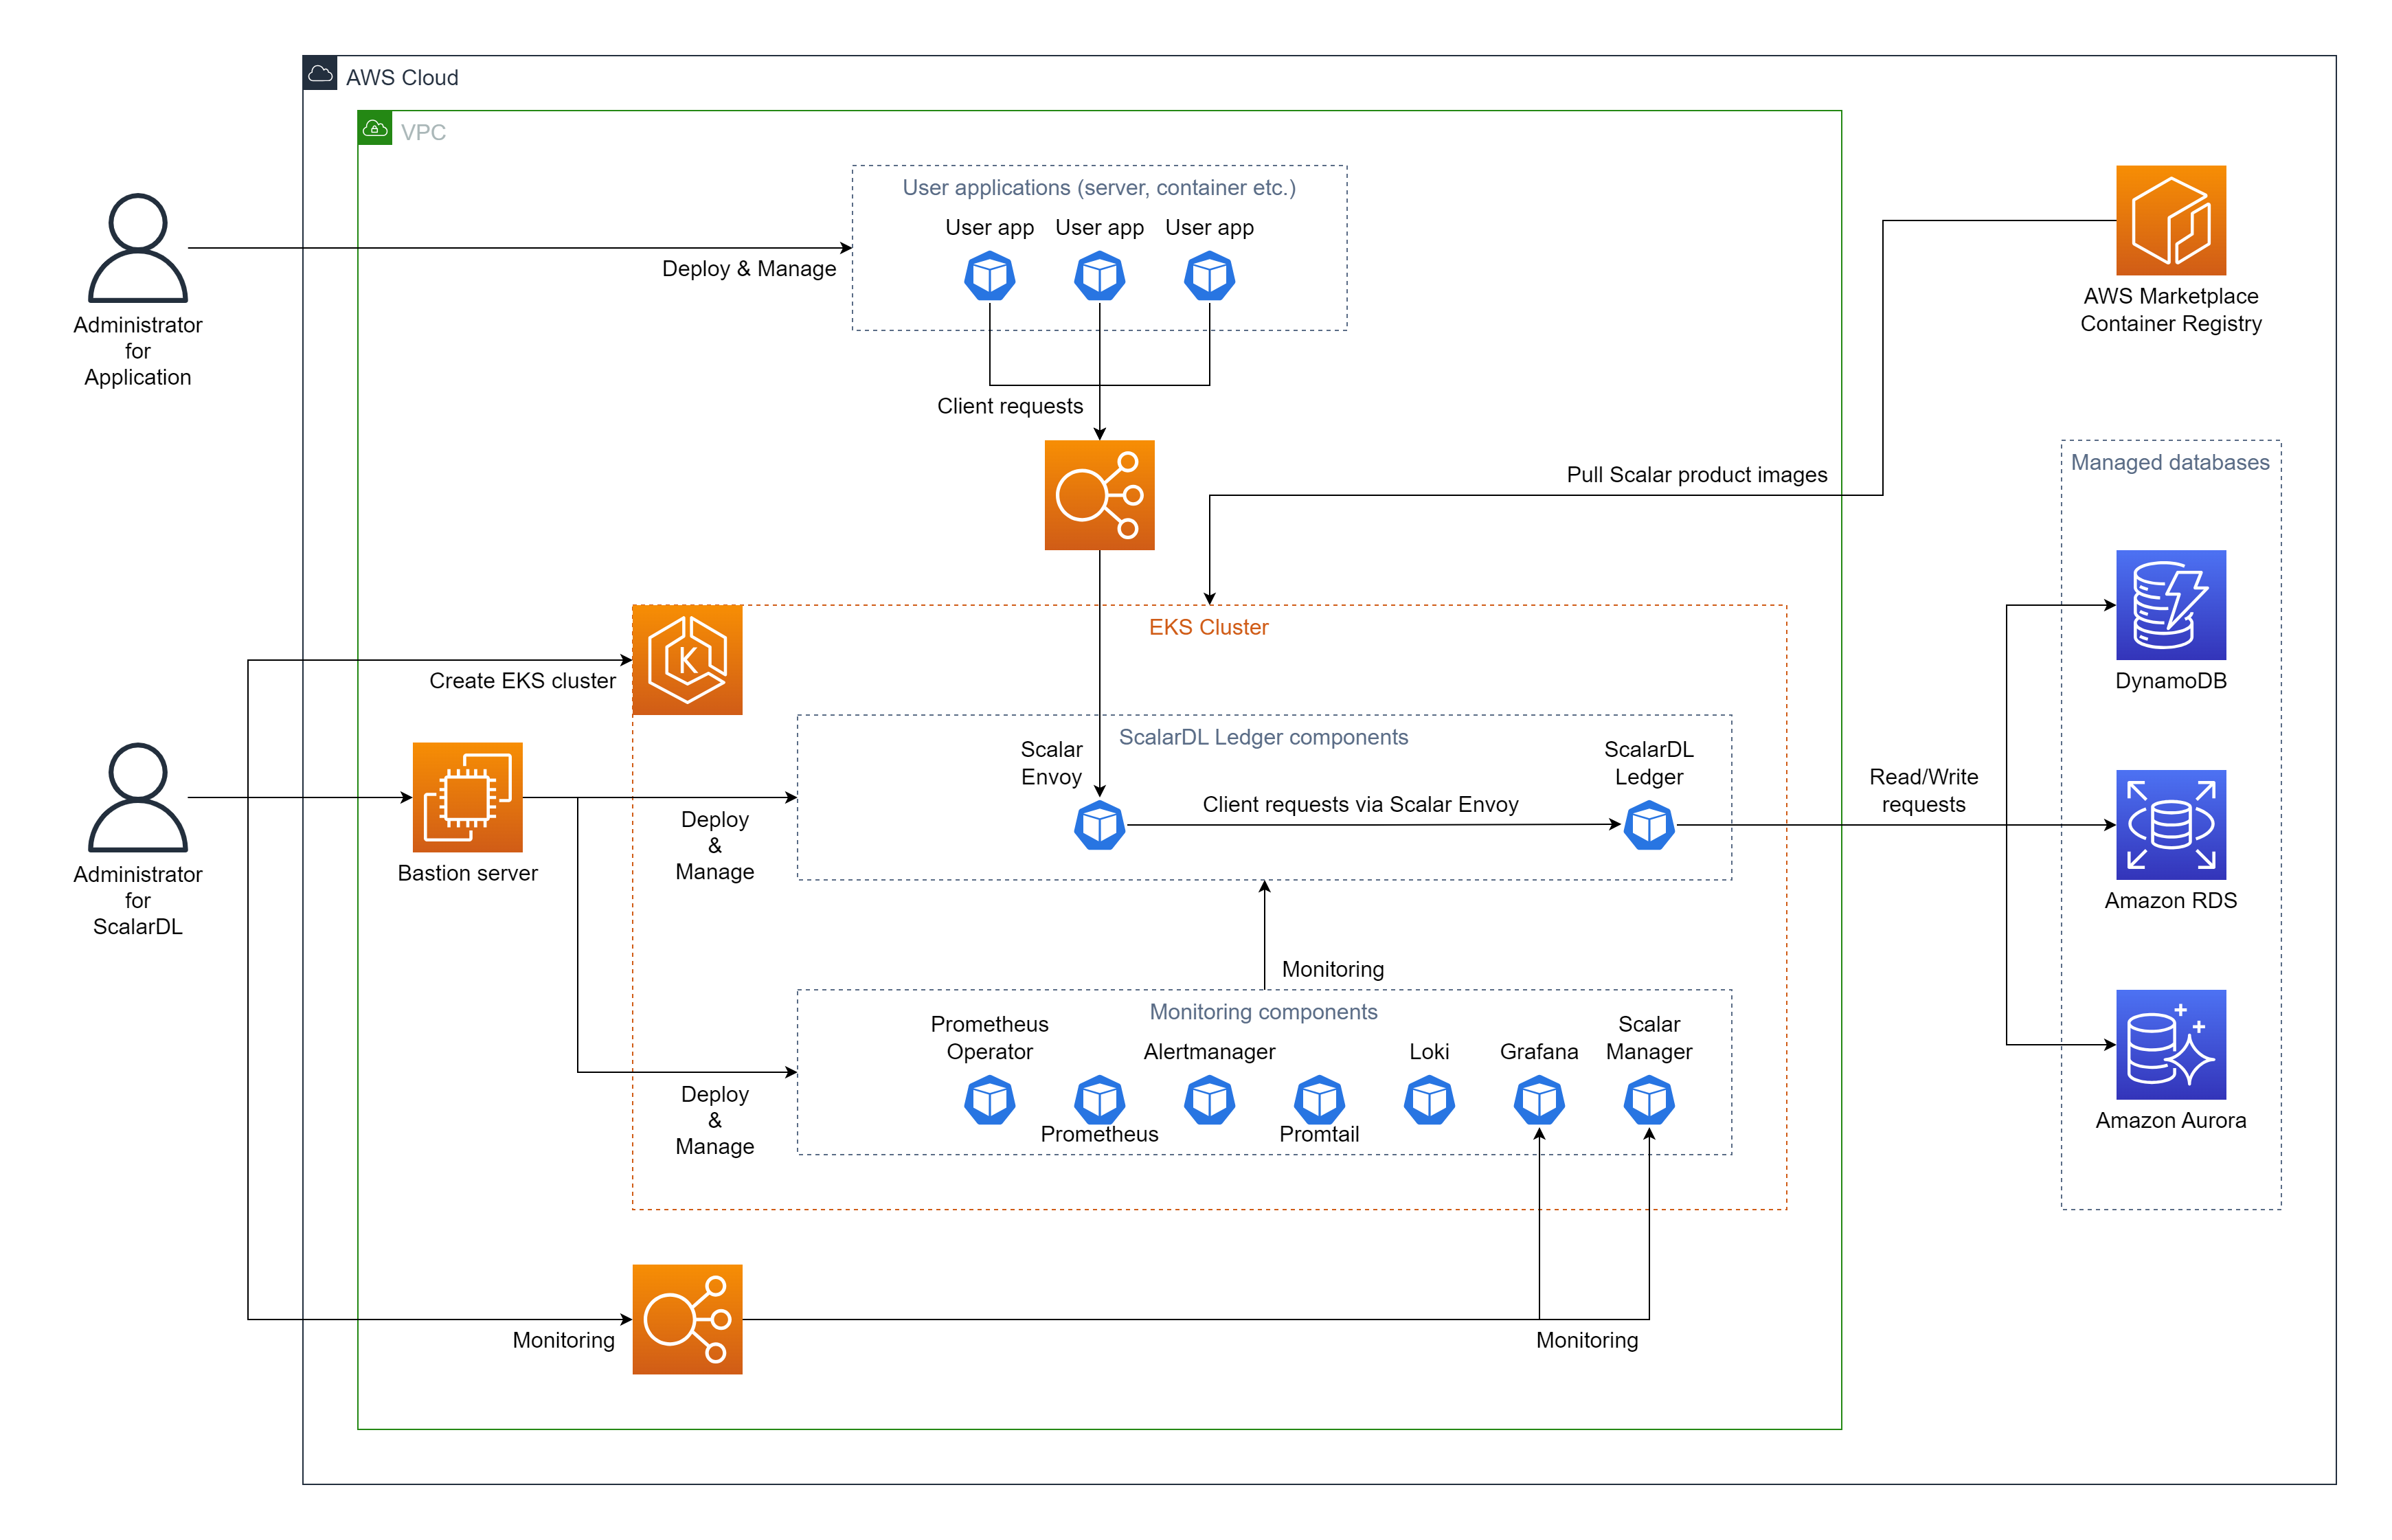 AWS Cloud
VPC
User applications (server, container etc.)
User app
User app
User app
Deploy & Manage
Administrator
for
Application
AWS Marketplace
Container Registry
Client requests
Pull Scalar product images
Managed databases
EKS Cluster
Create EKS cluster
DynamoDB
K
ScalarDL Ledger components
Scalar
Envoy
ScalarDL
Ledger
Client requests via Scalar Envoy
Read/Write
requests
Deploy
&
Manage
Bastion server
Administrator
for
ScalarDL
Amazon RDS
Monitoring
Monitoring components
Prometheus
Operator
Alertmanager
Loki
Grafana
Scalar
Manager
Prometheus
Promtail
Deploy
&
Manage
Amazon Aurora
Monitoring
Monitoring